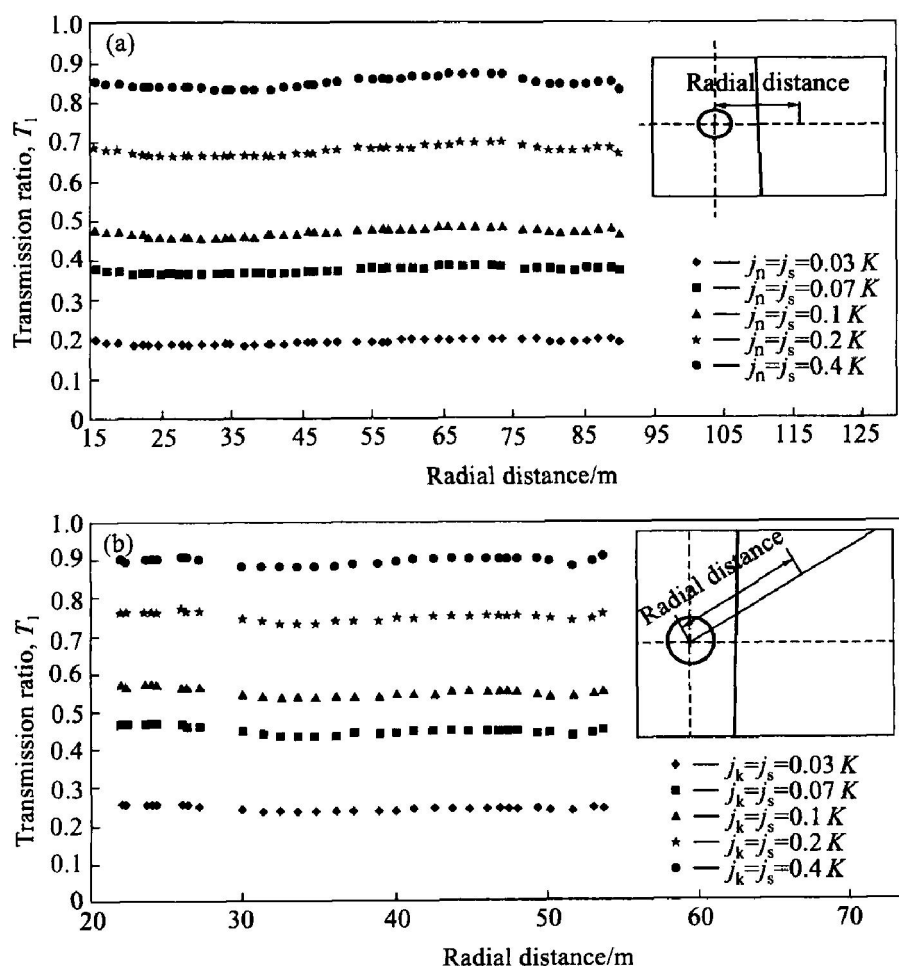 (a)
Transmission ratio, T₁
1.0
0.9
0.8
0.7
0.6
0.5
0.4
0.3
0.2
0.1
0
15 25 35 45 55 65 75 85 95 105 115 125
Radial distance/m
Radial distance
jₙ=jₛ=0.03 K
jₙ=jₛ=0.07 K
jₙ=jₛ=0.1 K
jₙ=jₛ=0.2 K
jₙ=jₛ=0.4 K
(b)
Transmission ratio, T₁
1.0
0.9
0.8
0.7
0.6
0.5
0.4
0.3
0.2
0.1
0
20 30 40 50 60 70
Radial distance/m
Radial distance
jₖ=jₛ=0.03 K
jₖ=jₛ=0.07 K
jₖ=jₛ=0.1 K
jₖ=jₛ=0.2 K
jₖ=jₛ=0.4 K